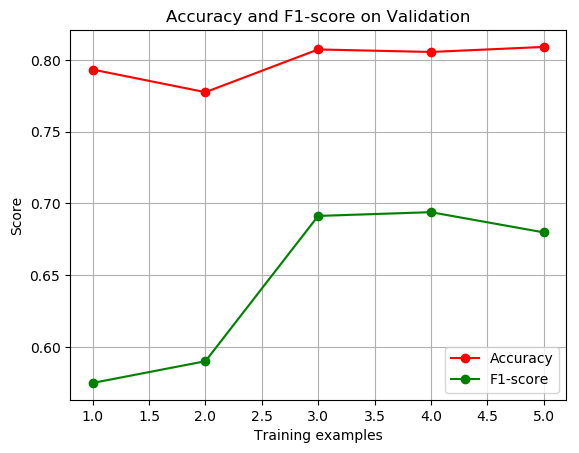 Accuracy and F1-score on Validation
Score
0.80
0.75
0.70
0.65
0.60
Accuracy
F1-score
1.0 1.5 2.0 2.5 3.0 3.5 4.0 4.5 5.0
Training examples